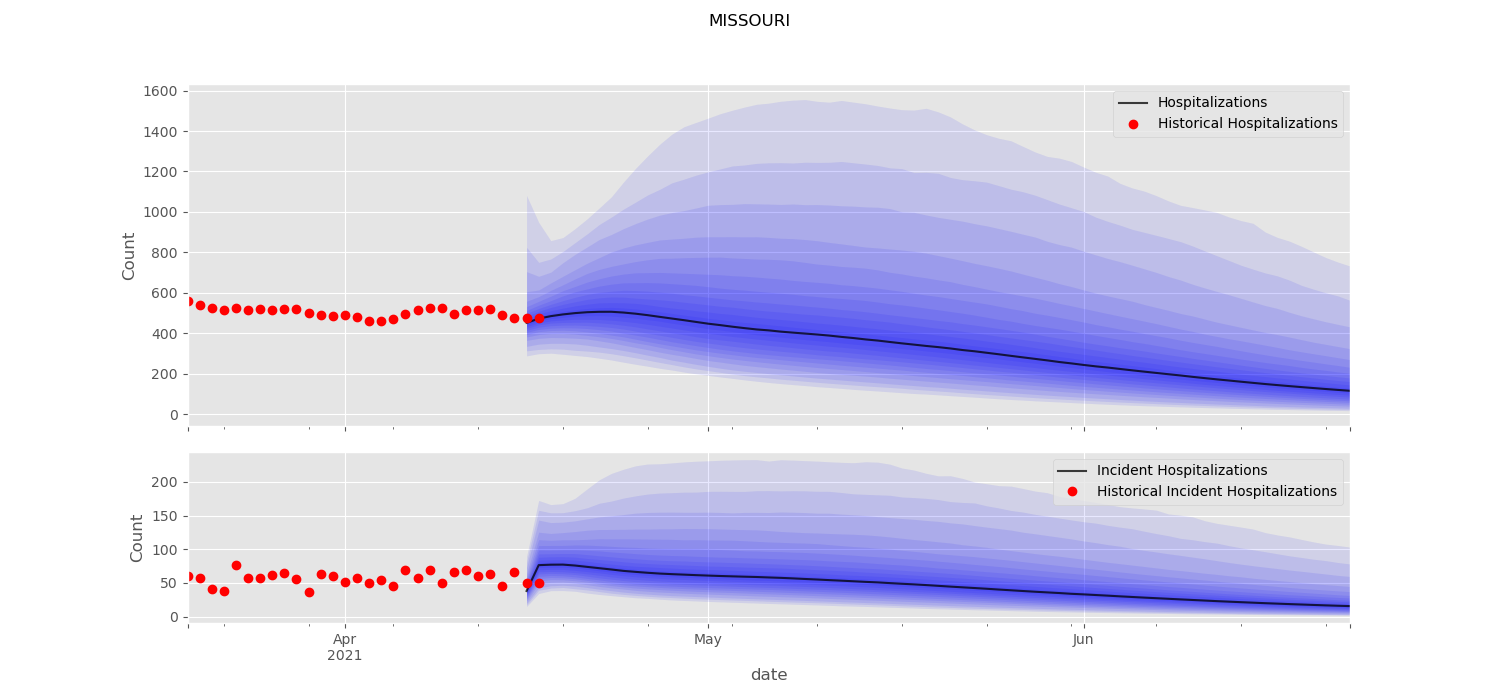 MISSOURI
1600
1400
1200
1000
800
600
400
200
0
Count
Hospitalizations
Historical Hospitalizations
200
150
100
50
0
Count
Incident Hospitalizations
Historical Incident Hospitalizations
Apr
2021
May
Jun
date